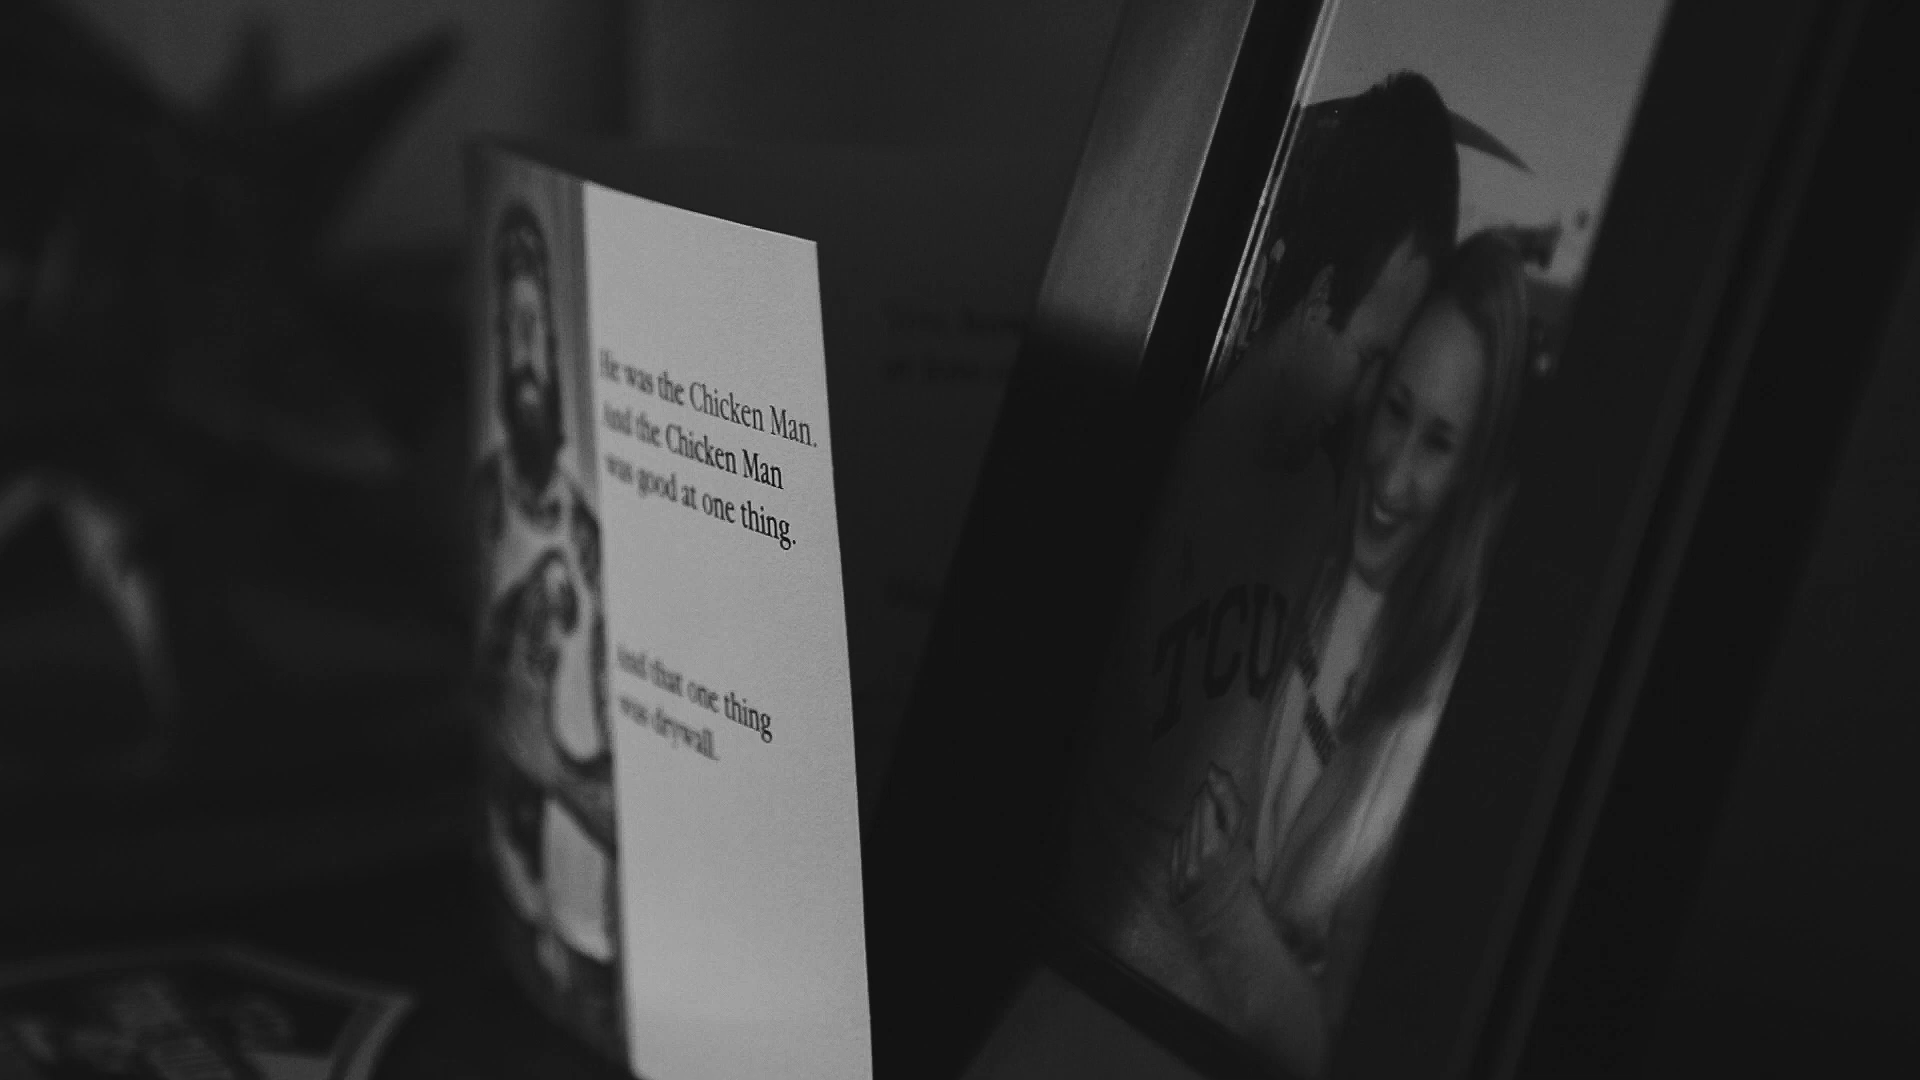 He was the Chicken Man.
And the Chicken Man
was good at one thing.
And that one thing
was drywall.
TCU